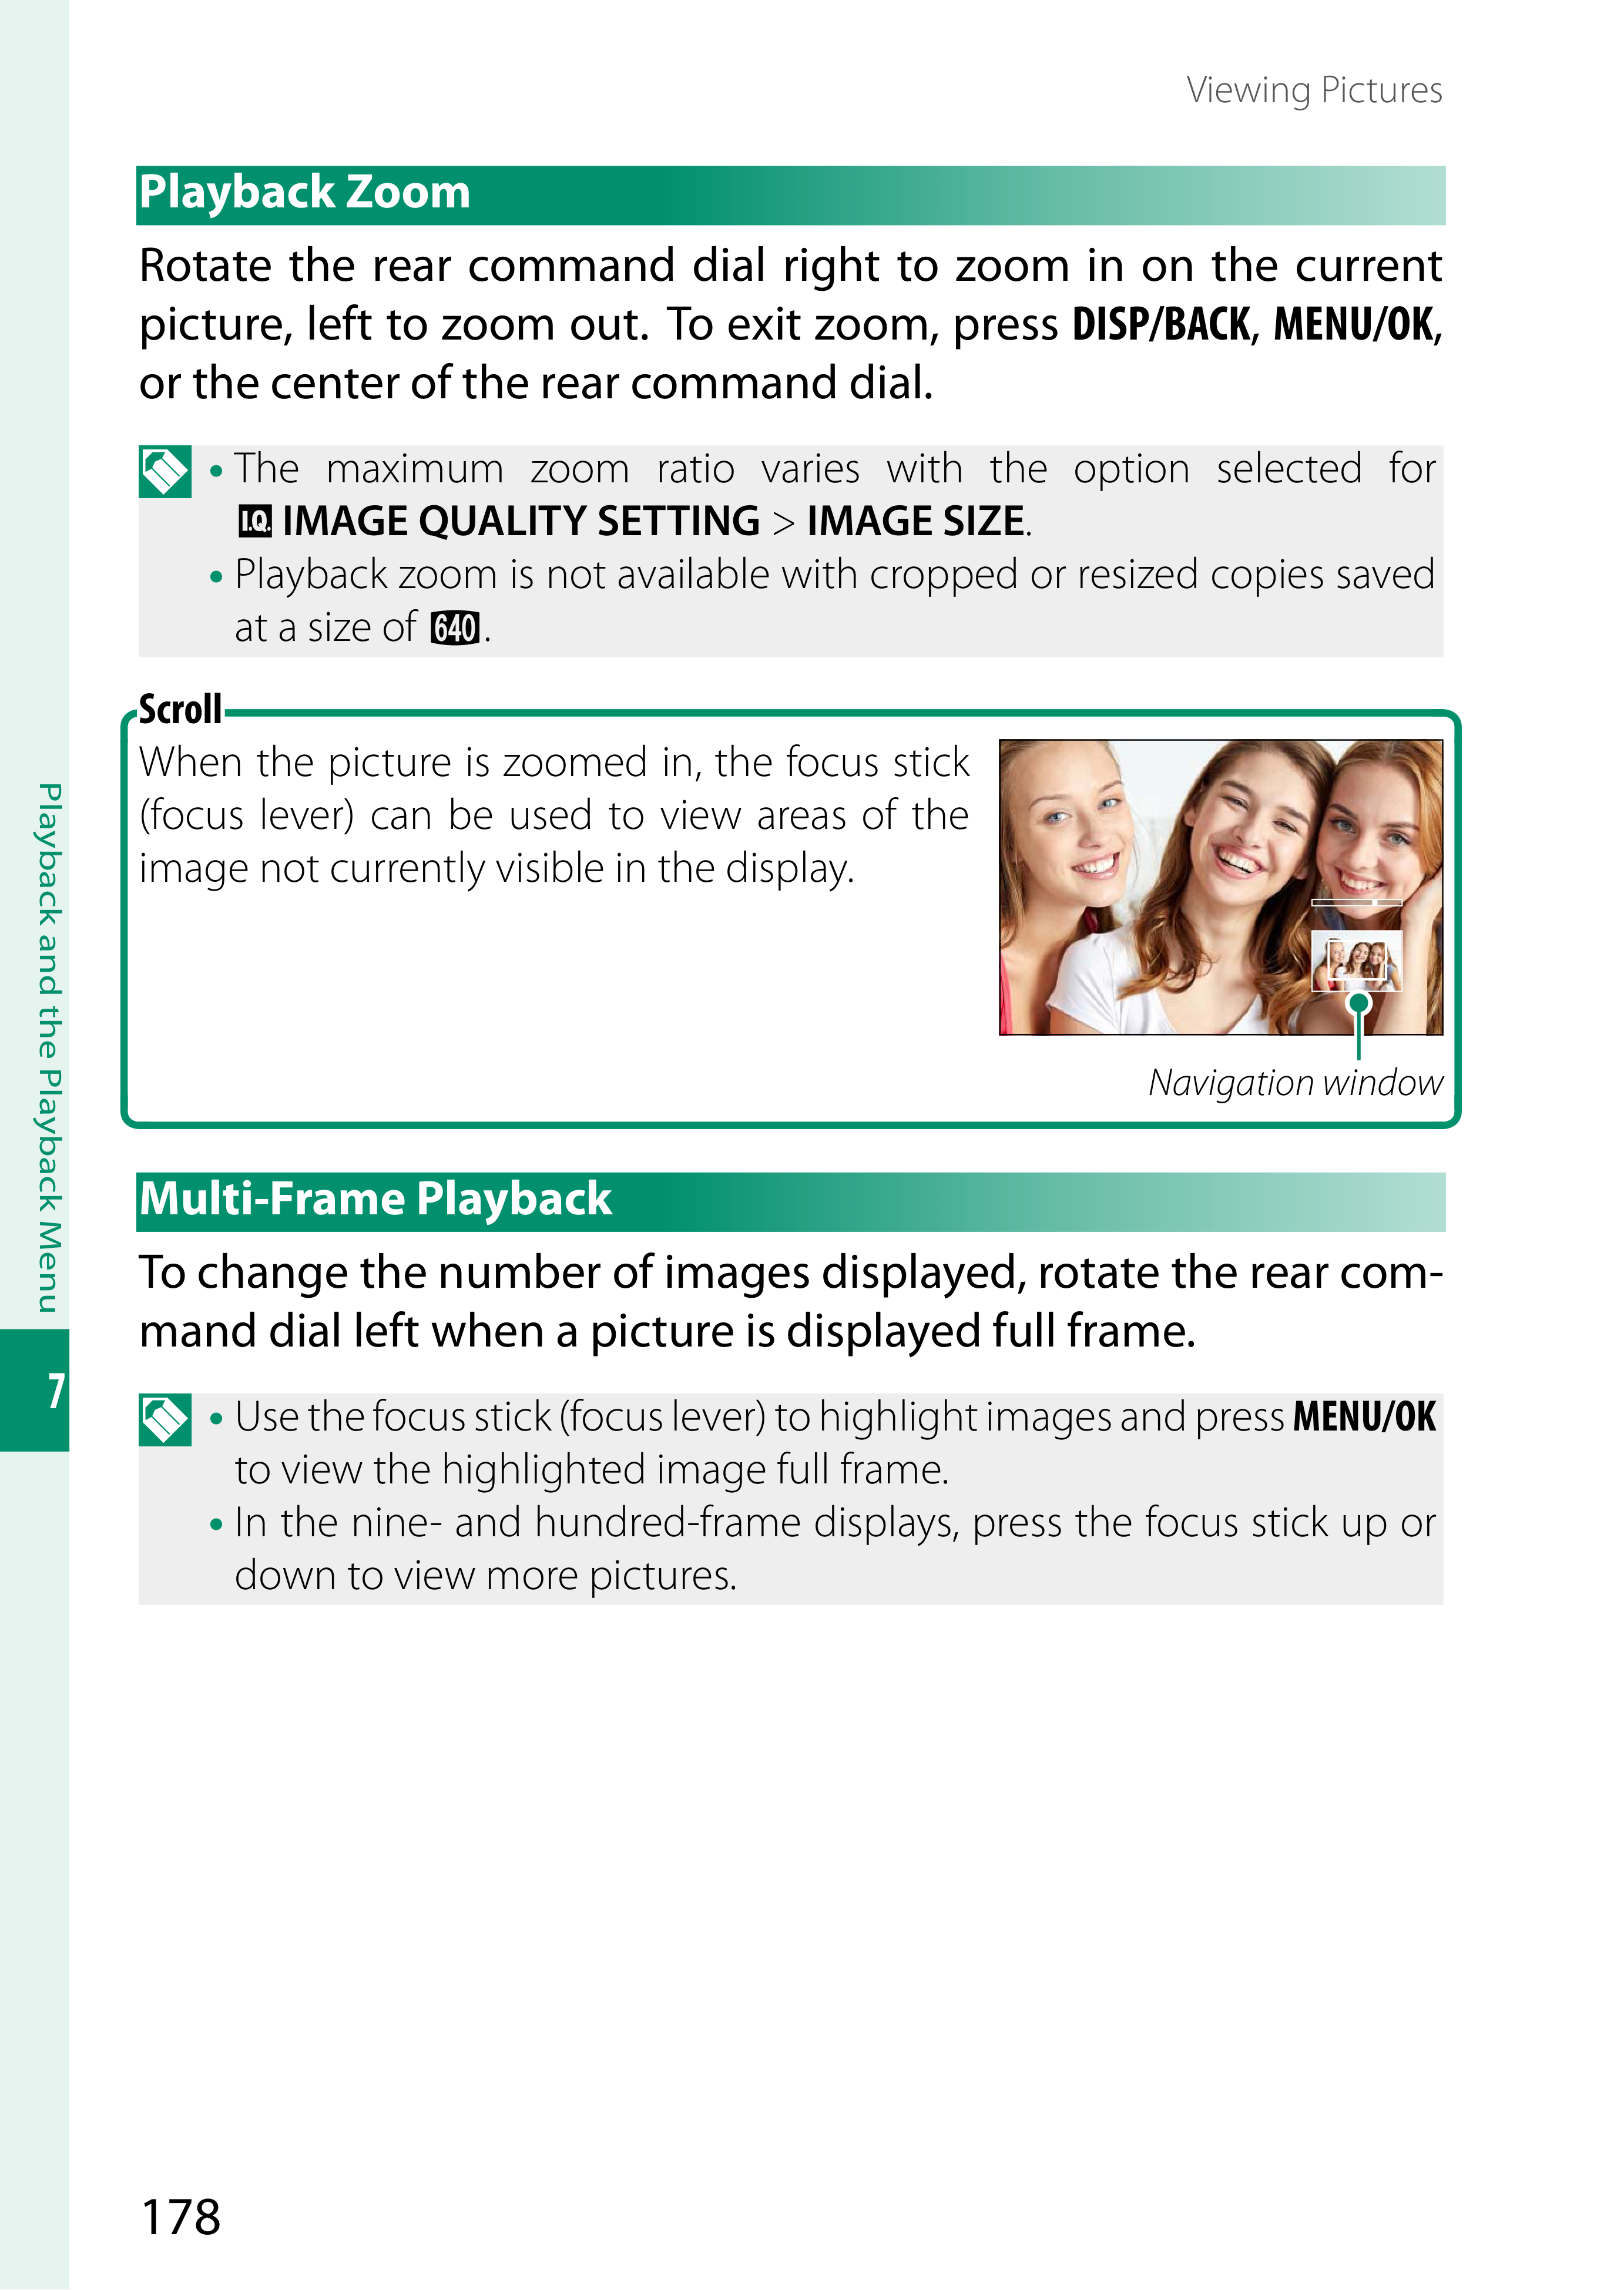 Viewing Pictures
Playback Zoom
Rotate the rear command dial right to zoom in on the current
picture, left to zoom out. To exit zoom, press DISP/BACK, MENU/OK,
or the center of the rear command dial.
• The maximum zoom ratio varies with the option selected for
I.Q. IMAGE QUALITY SETTING > IMAGE SIZE.
• Playback zoom is not available with cropped or resized copies saved
at a size of 640.
Scroll
When the picture is zoomed in, the focus stick
(focus lever) can be used to view areas of the
image not currently visible in the display.
Navigation window
Multi-Frame Playback
To change the number of images displayed, rotate the rear com-
mand dial left when a picture is displayed full frame.
• Use the focus stick (focus lever) to highlight images and press MENU/OK
to view the highlighted image full frame.
• In the nine- and hundred-frame displays, press the focus stick up or
down to view more pictures.
Playback and the Playback Menu
7
178